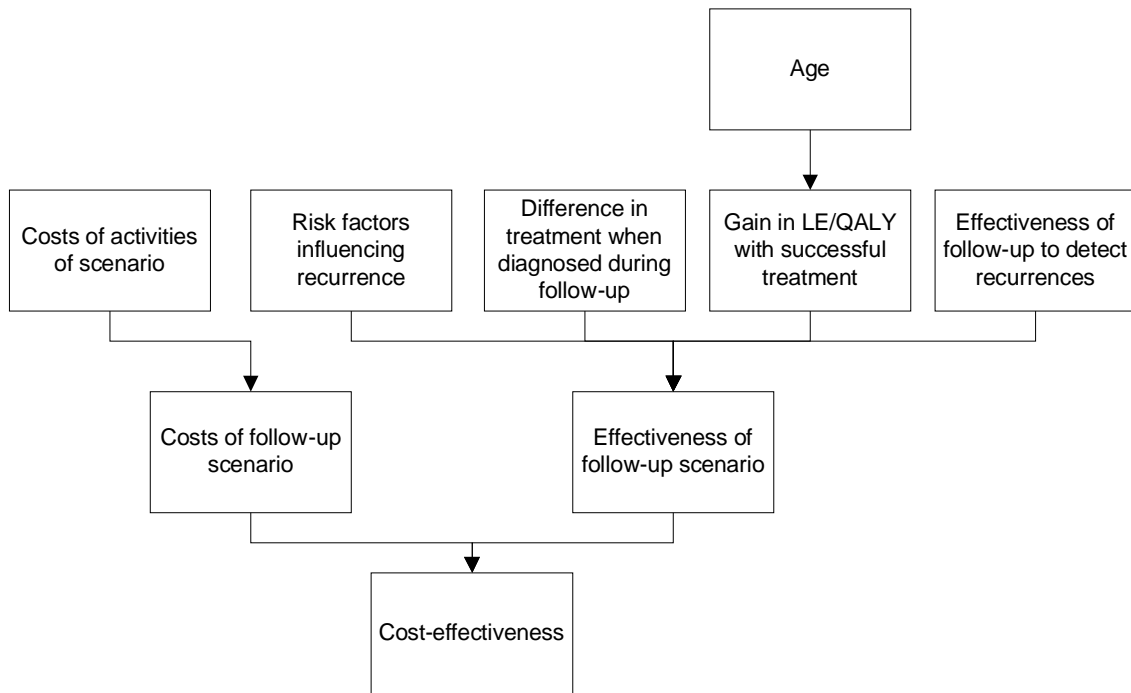 Age
Costs of activities
of scenario
Risk factors
influencing
recurrence
Difference in
treatment when
diagnosed during
follow-up
Gain in LE/QALY
with successful
treatment
Effectiveness of
follow-up to detect
recurrences
Costs of follow-up
scenario
Effectiveness of
follow-up scenario
Cost-effectiveness